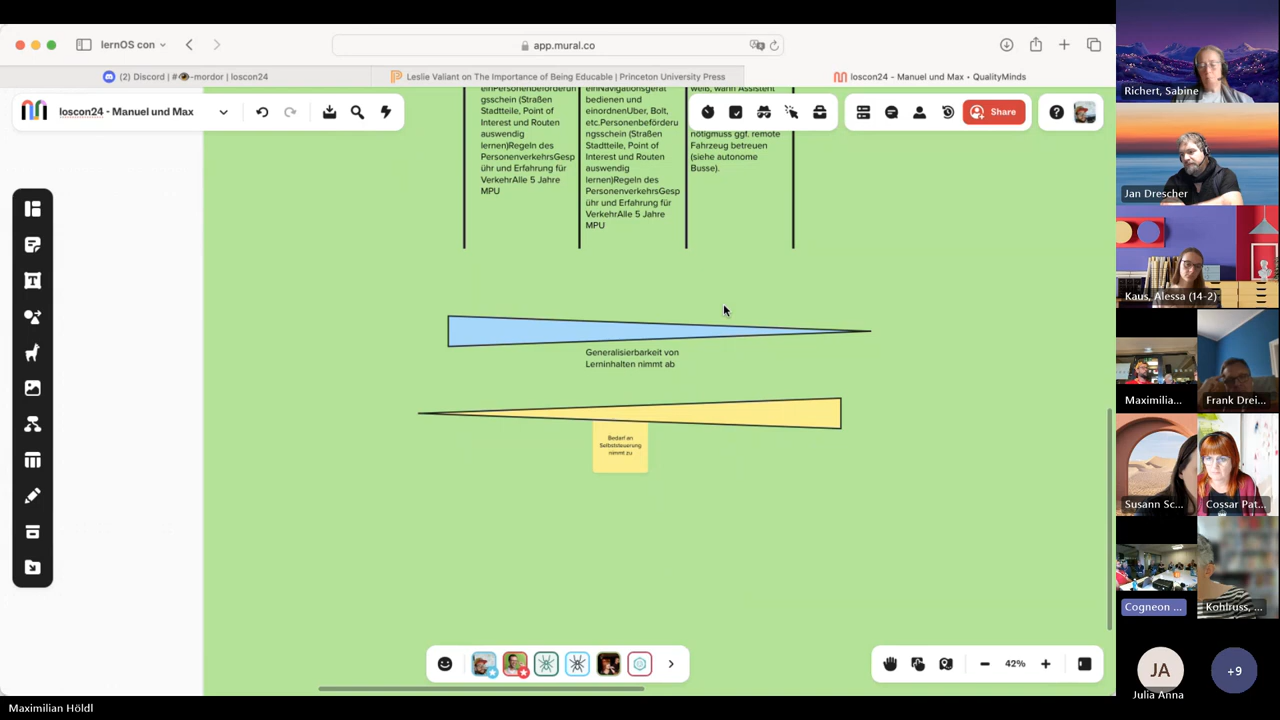 lernOS con
app.mural.co
(2) Discord | #👁-mordor | loscon24
Leslie Valiant on The Importance of Being Educable | Princeton University Press
loscon24 - Manuel und Max • QualityMinds
loscon24 - Manuel und Max
Share
einPersonenbeförderun
gsschein (Straßen
Stadtteile, Point of
Interest und Routen
auswendig
lernen)Regeln des
PersonenverkehrsGesp
ühr und Erfahrung für
VerkehrAlle 5 Jahre
MPU
einNavigationsgerät
bedienen und
einordnenUber, Bolt,
etc.Personenbeförderu
ngsschein (Straßen
Stadtteile, Point of
Interest und Routen
auswendig
lernen)Regeln des
PersonenverkehrsGesp
ühr und Erfahrung für
VerkehrAlle 5 Jahre
MPU
weiß, wann Assistent
nötigmuss ggf. remote
Fahrzeug betreuen
(siehe autonome
Busse).
Generalisierbarkeit von
Lerninhalten nimmt ab
Bedarf an
Selbststeuerung
nimmt zu
42%
Richert, Sabine
Jan Drescher
Kaus, Alessa (14-2)
Maximilia...
Frank Drei...
Susann Sc...
Cossar Pat...
Cogneon ...
Kohlruss, ...
JA
Julia Anna
+9
Maximilian Höldl